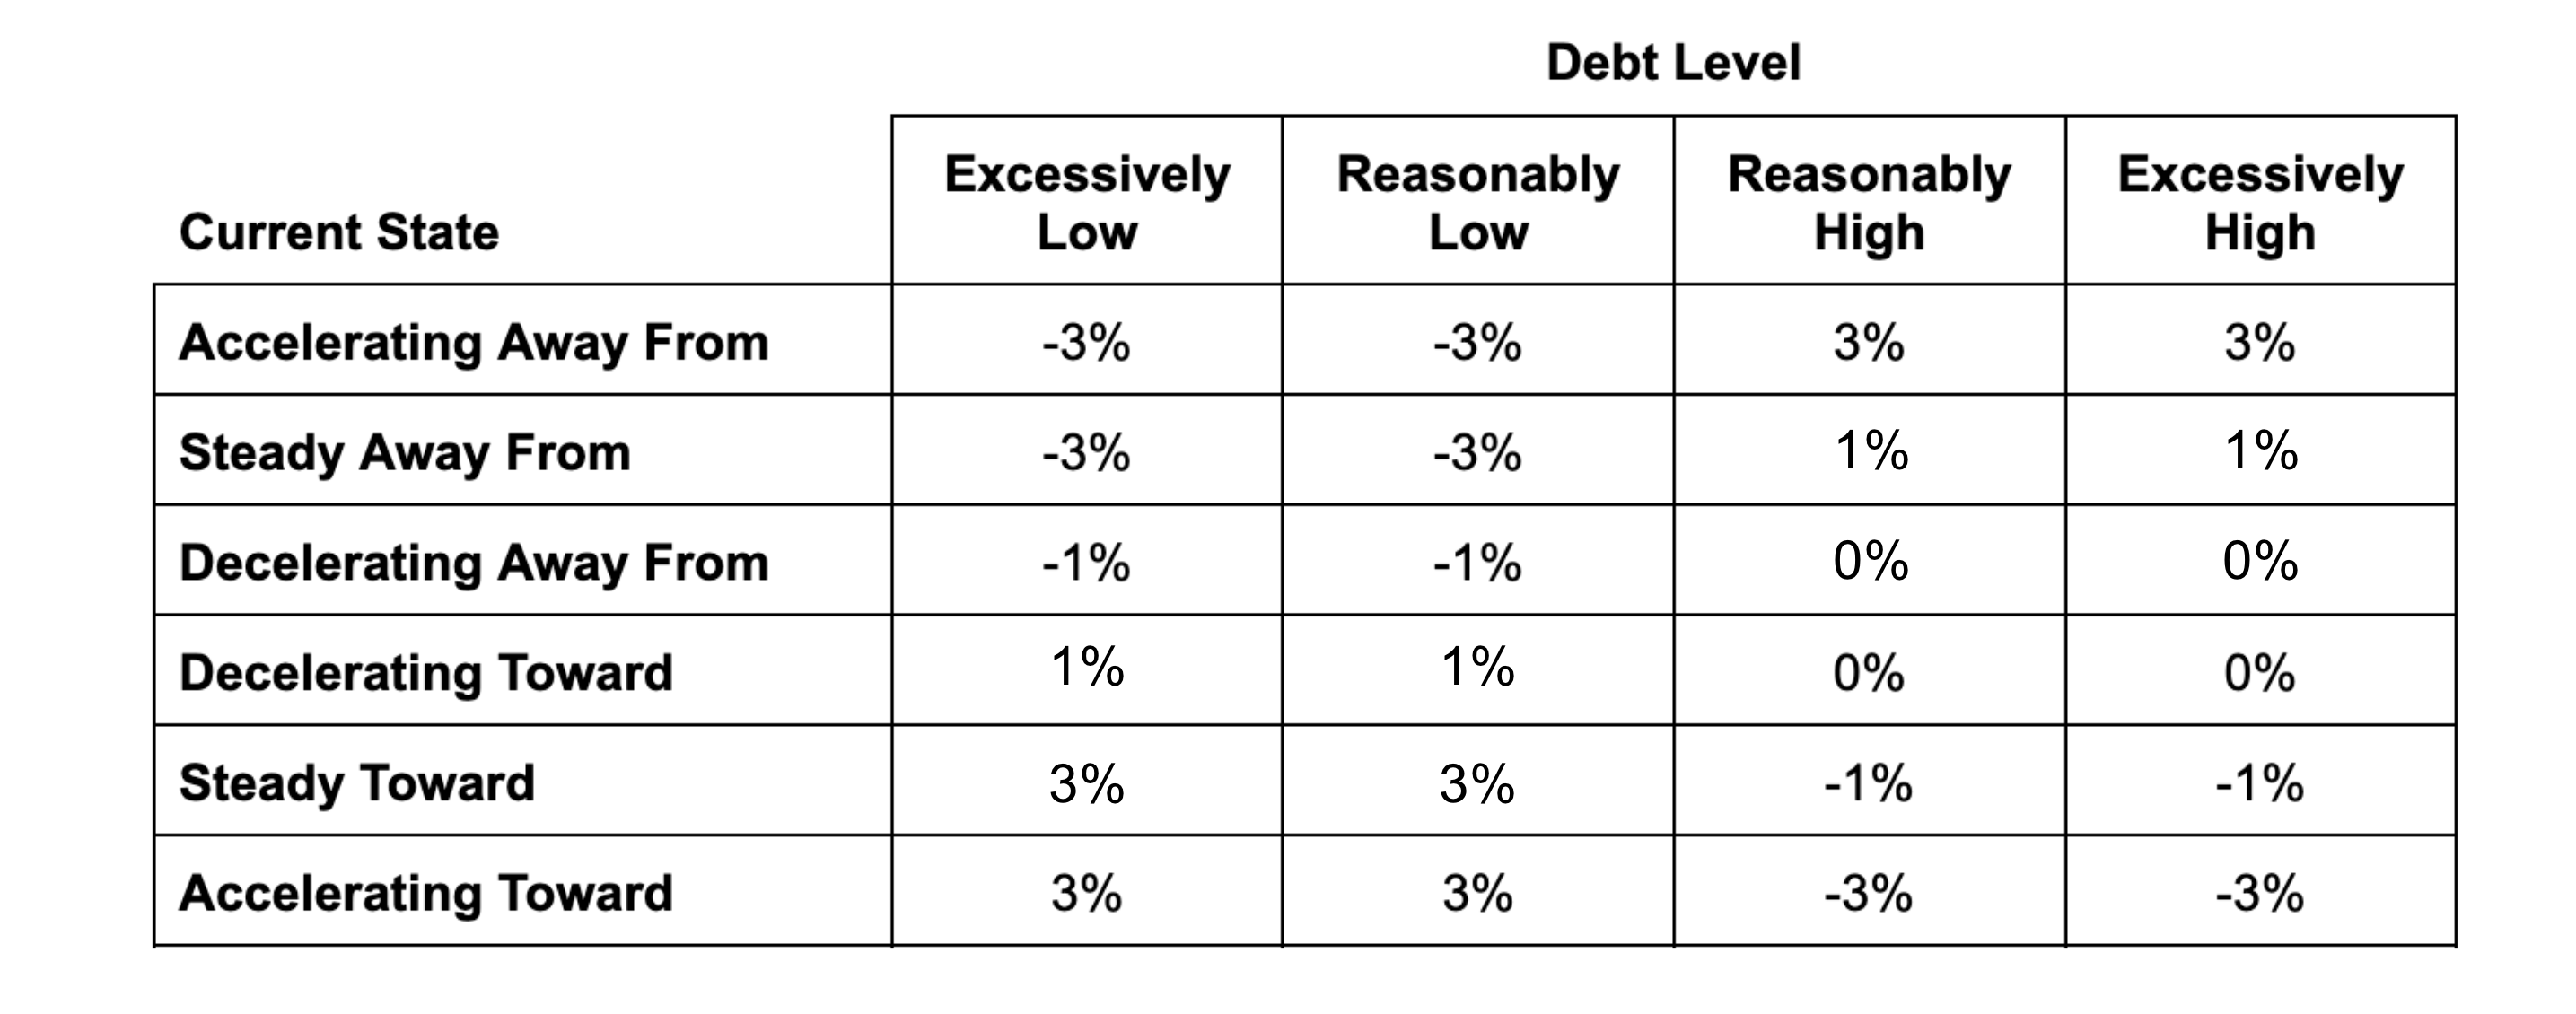 Debt Level
Current State Excessively Low Reasonably Low Reasonably High Excessively High
Accelerating Away From -3% -3% 3% 3%
Steady Away From -3% -3% 1% 1%
Decelerating Away From -1% -1% 0% 0%
Decelerating Toward 1% 1% 0% 0%
Steady Toward 3% 3% -1% -1%
Accelerating Toward 3% 3% -3% -3%